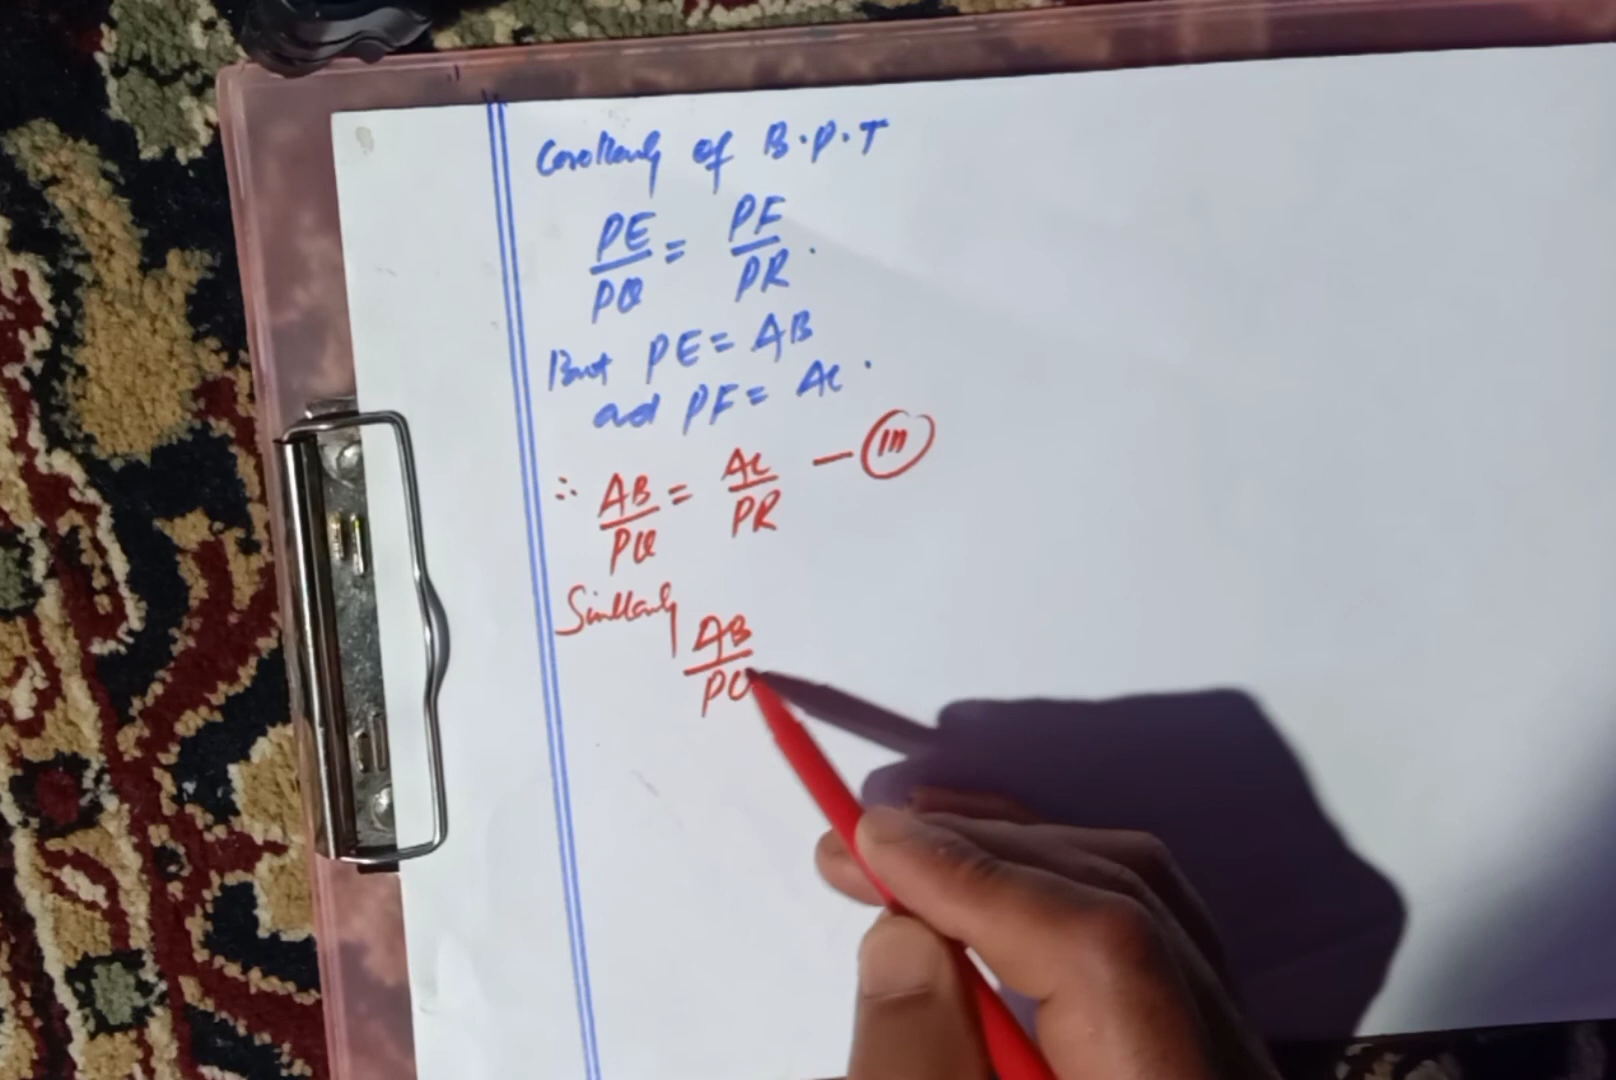 Corollary of B.P.T
PE/PQ = PF/PR.
But PE = AB
and PF = AC.
∴ AB/PQ = AC/PR — (III)
Similarly
AB/PQ